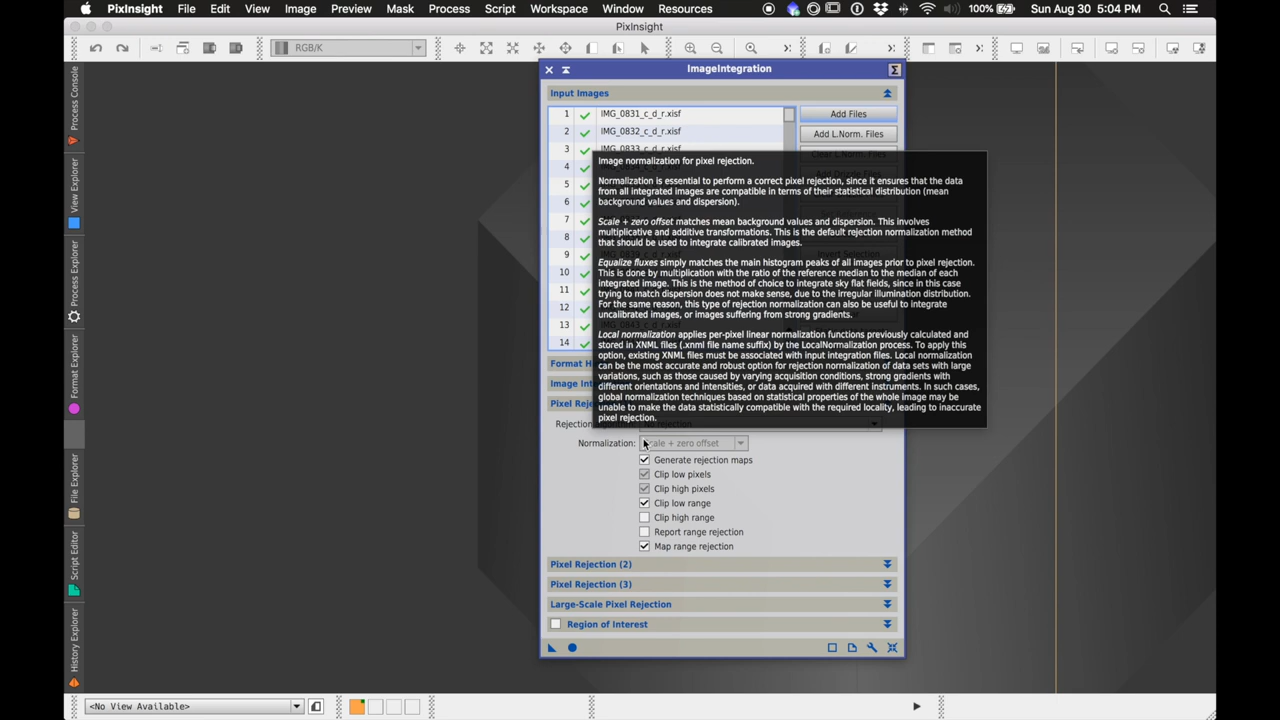 PixInsight File Edit View Image Preview Mask Process Script Workspace Window Resources 100% Sun Aug 30 5:04 PM
PixInsight
RGB/K
Process Console
View Explorer
Process Explorer
Format Explorer
File Explorer
Script Editor
History Explorer
ImageIntegration
Input Images
1 IMG_0831_c_d_r.xisf
2 IMG_0832_c_d_r.xisf
3 IMG_0833_c_d_r.xisf
4
5
6
7
8
9
10
11
12
13
14
Add Files
Add L.Norm. Files
Clear L.Norm. Files
Image normalization for pixel rejection.
Normalization is essential to perform a correct pixel rejection, since it ensures that the data
from all integrated images are compatible in terms of their statistical distribution (mean
background values and dispersion).
Scale + zero offset matches mean background values and dispersion. This involves
multiplicative and additive transformations. This is the default rejection normalization method
that should be used to integrate calibrated images.
Equalize fluxes simply matches the main histogram peaks of all images prior to pixel rejection.
This is done by multiplication with the ratio of the reference median to the median of each
integrated image. This is the method of choice to integrate sky flat fields, since in this case
trying to match dispersion does not make sense, due to the irregular illumination distribution.
For the same reason, this type of rejection normalization can also be useful to integrate
uncalibrated images, or images suffering from strong gradients.
Local normalization applies per-pixel linear normalization functions previously calculated and
stored in XNML files (.xnml file name suffix) by the LocalNormalization process. To apply this
option, existing XNML files must be associated with input integration files. Local normalization
can be the most accurate and robust option for rejection normalization of data sets with large
variations, such as those caused by varying acquisition conditions, strong gradients with
different orientations and intensities, or data acquired with different instruments. In such cases,
global normalization techniques based on statistical properties of the whole image may be
unable to make the data statistically compatible with the required locality, leading to inaccurate
pixel rejection.
Format H
Image Int
Pixel Rej
Rejection algorithm: No rejection
Normalization: Scale + zero offset
Generate rejection maps
Clip low pixels
Clip high pixels
Clip low range
Clip high range
Report range rejection
Map range rejection
Pixel Rejection (2)
Pixel Rejection (3)
Large-Scale Pixel Rejection
Region of Interest
<No View Available>